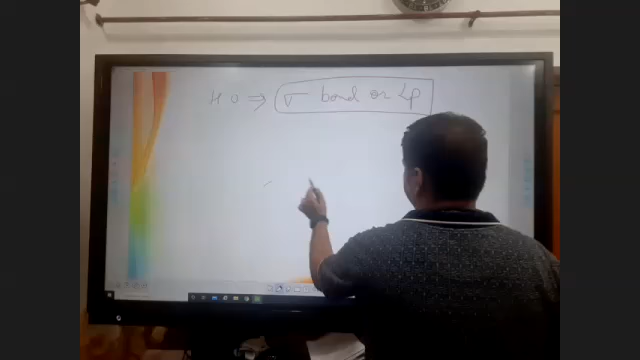 H O ⇒ σ bond or Lp